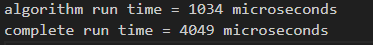 algorithm run time = 1034 microseconds
complete run time = 4049 microseconds